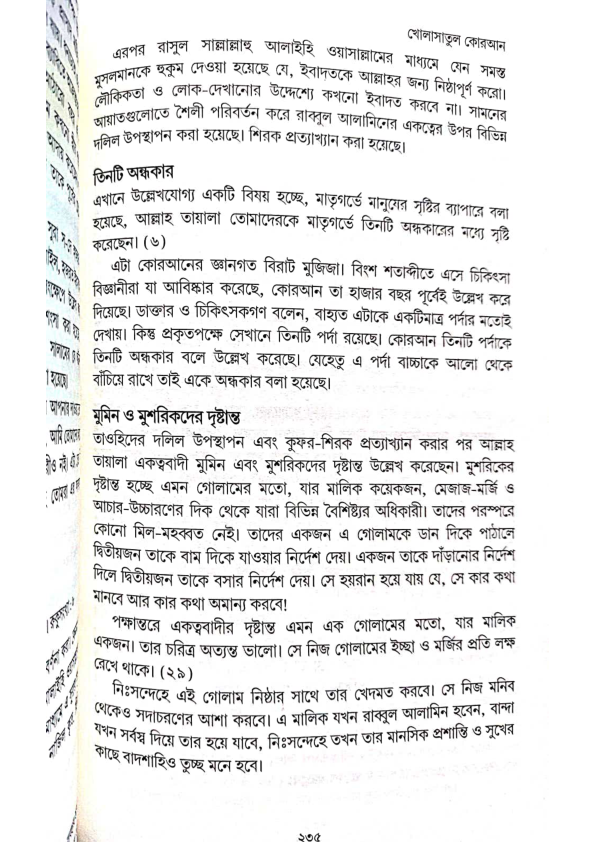 খোলাসাতুল কোরআন
এরপর রাসুল সাল্লাল্লাহু আলাইহি ওয়াসাল্লামের মাধ্যমে যেন সমস্ত
মুসলমানকে হুকুম দেওয়া হয়েছে যে, ইবাদতকে আল্লাহর জন্য নিষ্ঠাপূর্ণ করো।
লৌকিকতা ও লোক-দেখানোর উদ্দেশ্যে কখনো ইবাদত করবে না। সামনের
আয়াতগুলোতে শৈলী পরিবর্তন করে রাব্বুল আলামিনের একত্বের উপর বিভিন্ন
দলিল উপস্থাপন করা হয়েছে। শিরক প্রত্যাখ্যান করা হয়েছে।
তিনটি অন্ধকার
এখানে উল্লেখযোগ্য একটি বিষয় হচ্ছে, মাতৃগর্ভে মানুষের সৃষ্টির ব্যাপারে বলা
হয়েছে, আল্লাহ তায়ালা তোমাদেরকে মাতৃগর্ভে তিনটি অন্ধকারের মধ্যে সৃষ্টি
করেছেন। (৬)
এটা কোরআনের জ্ঞানগত বিরাট মুজিজা। বিংশ শতাব্দীতে এসে চিকিৎসা
বিজ্ঞানীরা যা আবিষ্কার করেছে, কোরআন তা হাজার বছর পূর্বেই উল্লেখ করে
দিয়েছে। ডাক্তার ও চিকিৎসকগণ বলেন, বাহ্যত এটাকে একটিমাত্র পর্দার মতোই
দেখায়। কিন্তু প্রকৃতপক্ষে সেখানে তিনটি পর্দা রয়েছে। কোরআন তিনটি পর্দাকে
তিনটি অন্ধকার বলে উল্লেখ করেছে। যেহেতু এ পর্দা বাচ্চাকে আলো থেকে
বাঁচিয়ে রাখে তাই একে অন্ধকার বলা হয়েছে।
মুমিন ও মুশরিকদের দৃষ্টান্ত
তাওহিদের দলিল উপস্থাপন এবং কুফর-শিরক প্রত্যাখ্যান করার পর আল্লাহ
তায়ালা একত্ববাদী মুমিন এবং মুশরিকদের দৃষ্টান্ত উল্লেখ করেছেন। মুশরিকের
দৃষ্টান্ত হচ্ছে এমন গোলামের মতো, যার মালিক কয়েকজন, মেজাজ-মর্জি ও
আচার-উচ্চারণের দিক থেকে যারা বিভিন্ন বৈশিষ্ট্যর অধিকারী। তাদের পরস্পরে
কোনো মিল-মহব্বত নেই। তাদের একজন এ গোলামকে ডান দিকে পাঠালে
দ্বিতীয়জন তাকে বাম দিকে যাওয়ার নির্দেশ দেয়। একজন তাকে দাঁড়ানোর নির্দেশ
দিলে দ্বিতীয়জন তাকে বসার নির্দেশ দেয়। সে হয়রান হয়ে যায় যে, সে কার কথা
মানবে আর কার কথা অমান্য করবে!
পক্ষান্তরে একত্ববাদীর দৃষ্টান্ত এমন এক গোলামের মতো, যার মালিক
একজন। তার চরিত্র অত্যন্ত ভালো। সে নিজ গোলামের ইচ্ছা ও মর্জির প্রতি লক্ষ
রেখে থাকে। (২৯)
নিঃসন্দেহে এই গোলাম নিষ্ঠার সাথে তার খেদমত করবে। সে নিজ মনিব
থেকেও সদাচরণের আশা করবে। এ মালিক যখন রাব্বুল আলামিন হবেন, বান্দা
যখন সর্বস্ব দিয়ে তার হয়ে যাবে, নিঃসন্দেহে তখন তার মানসিক প্রশান্তি ও সুখের
কাছে বাদশাহিও তুচ্ছ মনে হবে।
২৩৫